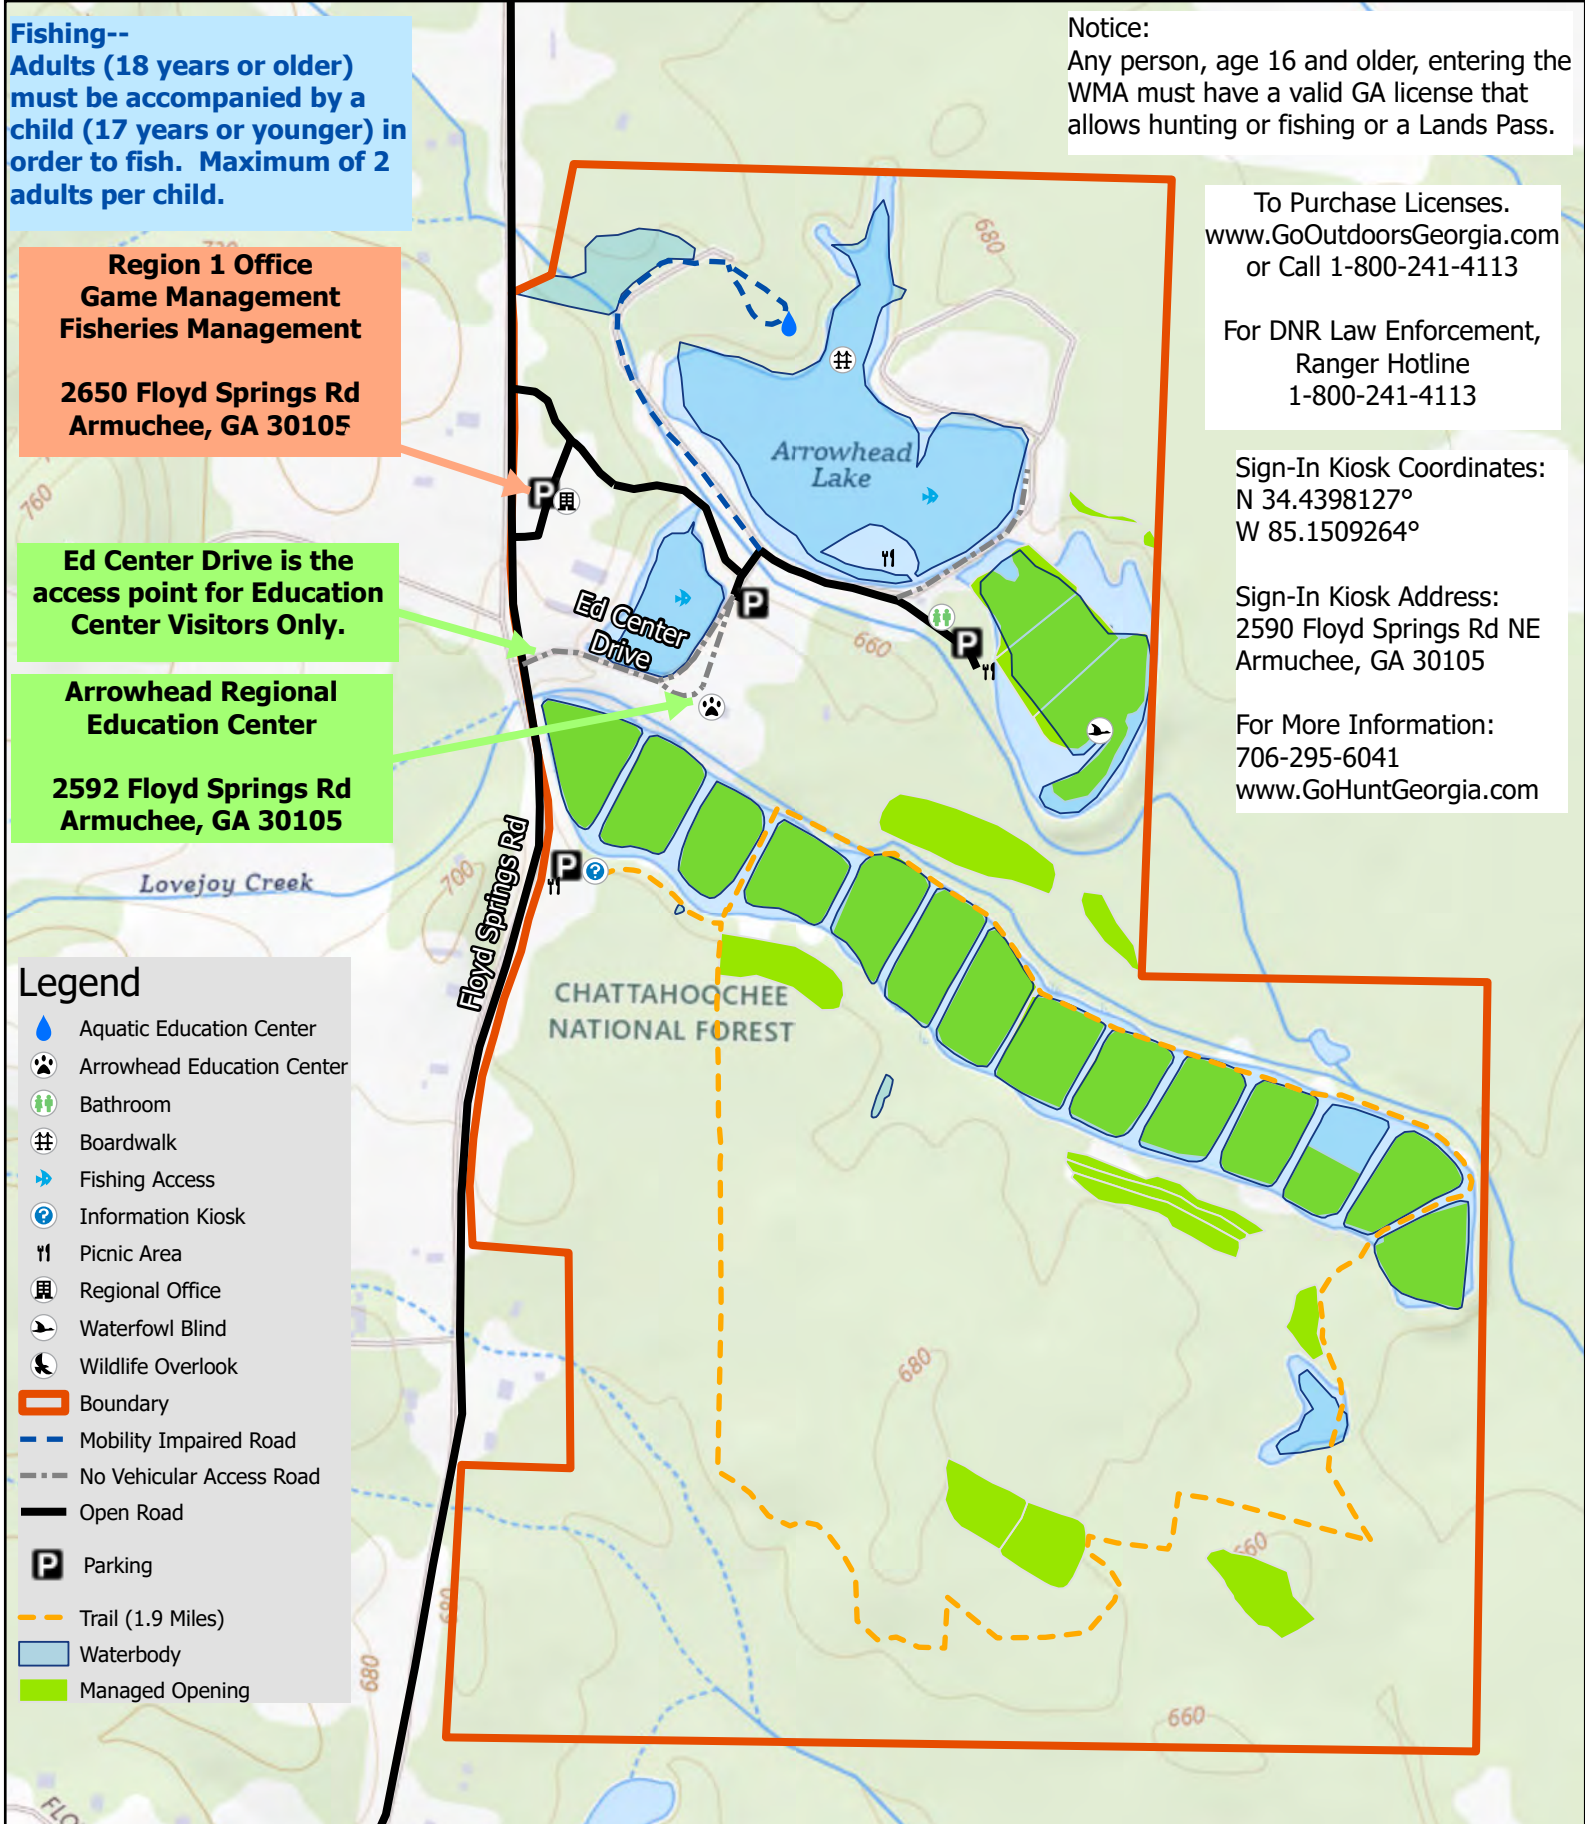 Fishing--
Adults (18 years or older)
must be accompanied by a
child (17 years or younger) in
order to fish. Maximum of 2
adults per child.
Notice:
Any person, age 16 and older, entering the
WMA must have a valid GA license that
allows hunting or fishing or a Lands Pass.
To Purchase Licenses.
www.GoOutdoorsGeorgia.com
or Call 1-800-241-4113
For DNR Law Enforcement,
Ranger Hotline
1-800-241-4113
Sign-In Kiosk Coordinates:
N 34.4398127°
W 85.1509264°
Sign-In Kiosk Address:
2590 Floyd Springs Rd NE
Armuchee, GA 30105
For More Information:
706-295-6041
www.GoHuntGeorgia.com
Region 1 Office
Game Management
Fisheries Management
2650 Floyd Springs Rd
Armuchee, GA 30105
Ed Center Drive is the
access point for Education
Center Visitors Only.
Arrowhead Regional
Education Center
2592 Floyd Springs Rd
Armuchee, GA 30105
680
760
Arrowhead
Lake
P
Ed Center
Drive
P
660
P
Lovejoy Creek
700
Floyd Springs Rd
P
?
CHATTAHOOCHEE
NATIONAL FOREST
680
660
680
680
660
Legend
Aquatic Education Center
Arrowhead Education Center
Bathroom
Boardwalk
Fishing Access
? Information Kiosk
Picnic Area
Regional Office
Waterfowl Blind
Wildlife Overlook
Boundary
Mobility Impaired Road
No Vehicular Access Road
Open Road
P Parking
Trail (1.9 Miles)
Waterbody
Managed Opening